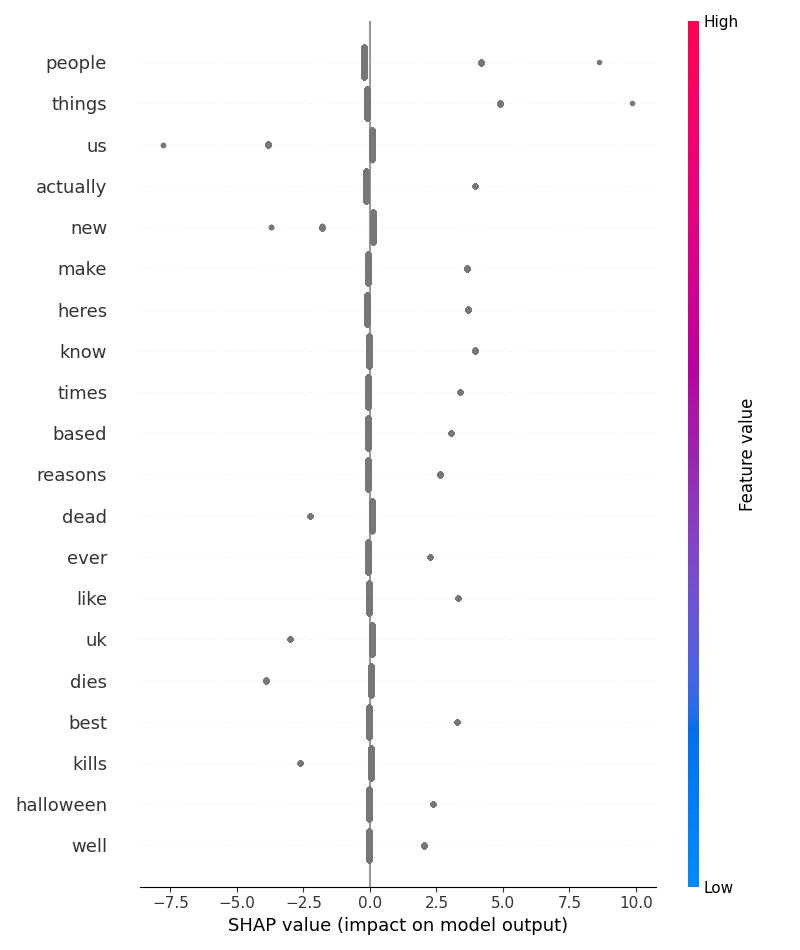 High
people
things
us
actually
new
make
heres
know
times
based
reasons
dead
ever
like
uk
dies
best
kills
halloween
well
Feature value
Low
−7.5 −5.0 −2.5 0.0 2.5 5.0 7.5 10.0
SHAP value (impact on model output)